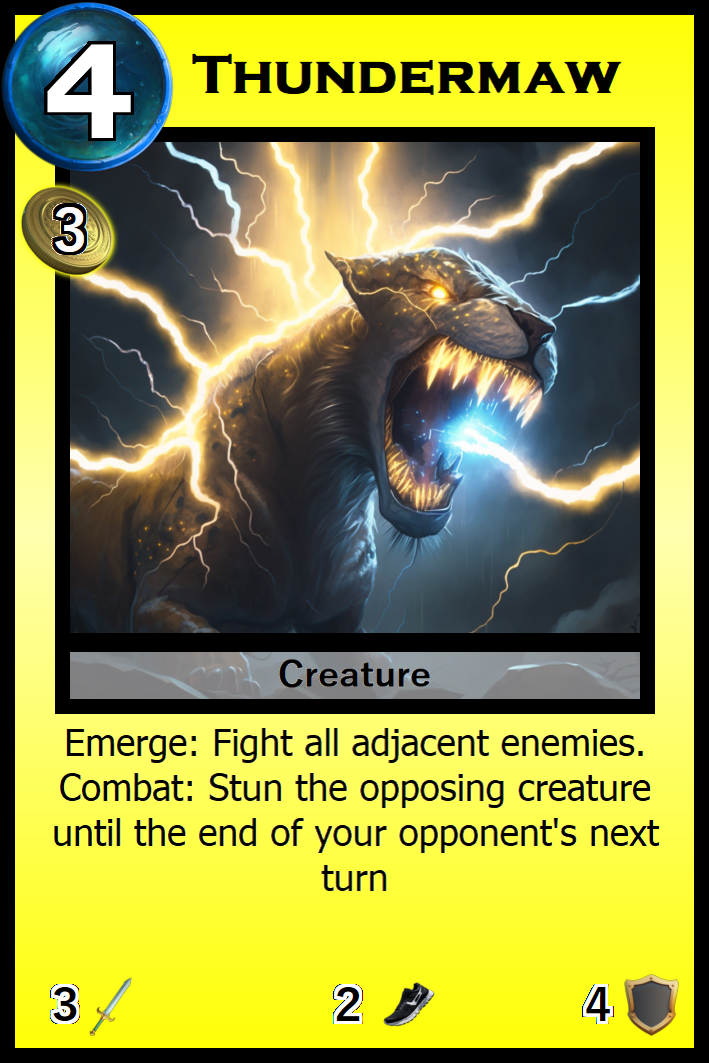 4
THUNDERMAW
3
Creature
Emerge: Fight all adjacent enemies.
Combat: Stun the opposing creature
until the end of your opponent's next
turn
3
2
4